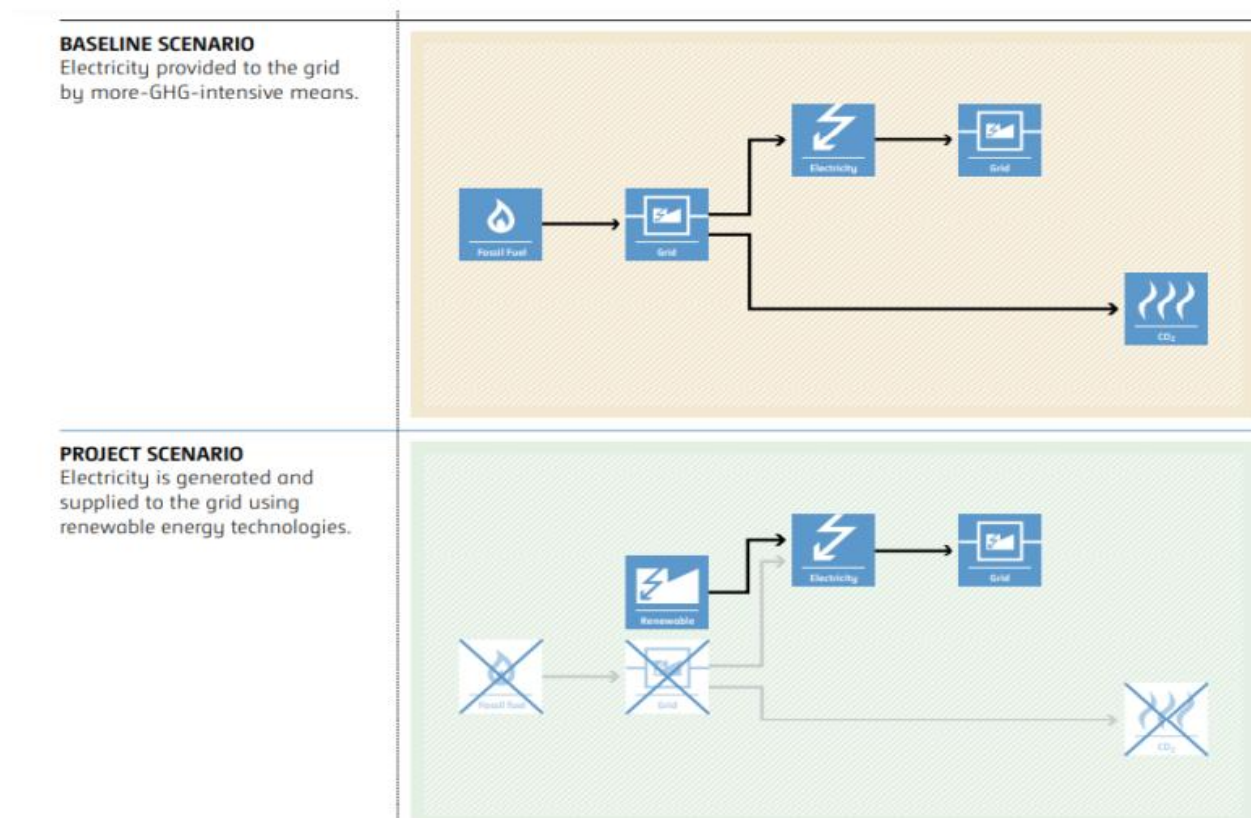 BASELINE SCENARIO
Electricity provided to the grid
by more-GHG-intensive means.
Electricity
Grid
Fossil Fuel
Grid
CO₂
PROJECT SCENARIO
Electricity is generated and
supplied to the grid using
renewable energy technologies.
Electricity
Grid
Renewable
Fossil fuel
Grid
CO₂